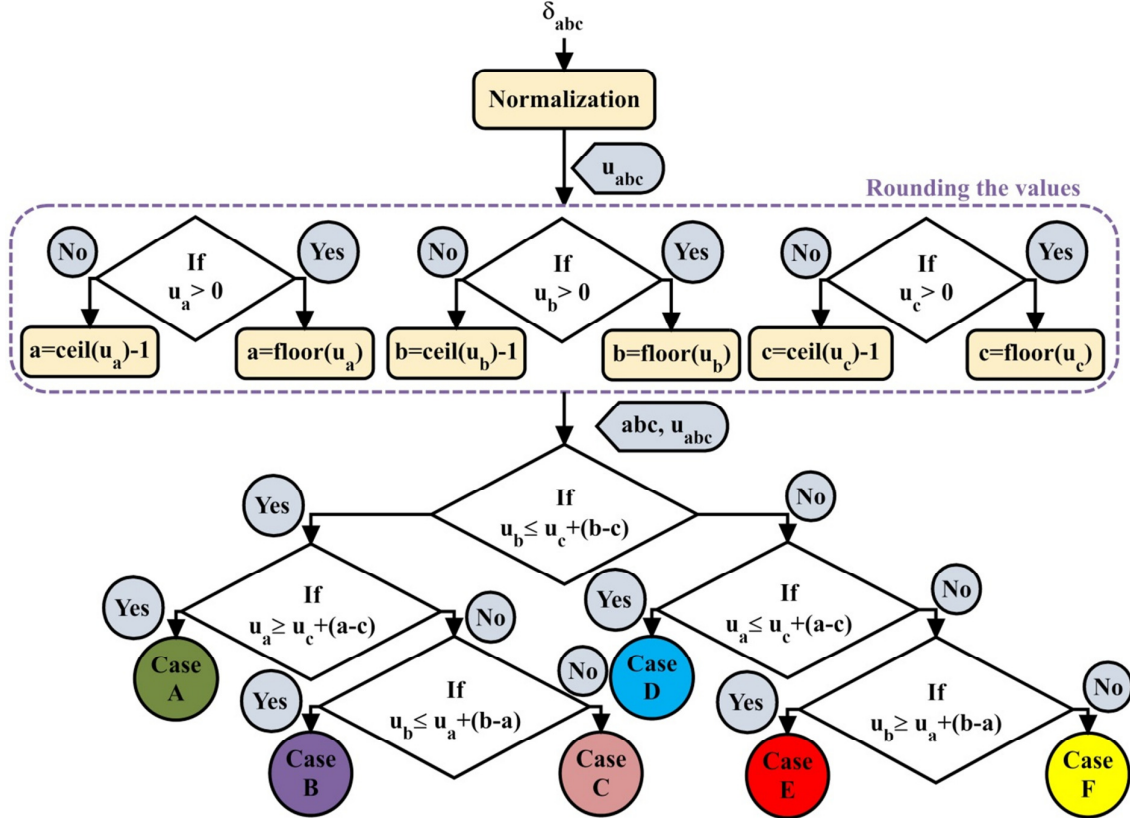 δabc
Normalization
uabc
Rounding the values
No
If
ua> 0
Yes
No
If
ub> 0
Yes
No
If
uc> 0
Yes
a=ceil(ua)-1
a=floor(ua)
b=ceil(ub)-1
b=floor(ub)
c=ceil(uc)-1
c=floor(uc)
abc, uabc
Yes
If
ub≤ uc+(b-c)
No
Yes
If
ua≥ uc+(a-c)
No
Yes
If
ua≤ uc+(a-c)
No
Case
A
Yes
If
ub≤ ua+(b-a)
No
Case
D
Yes
If
ub≥ ua+(b-a)
No
Case
B
Case
C
Case
E
Case
F